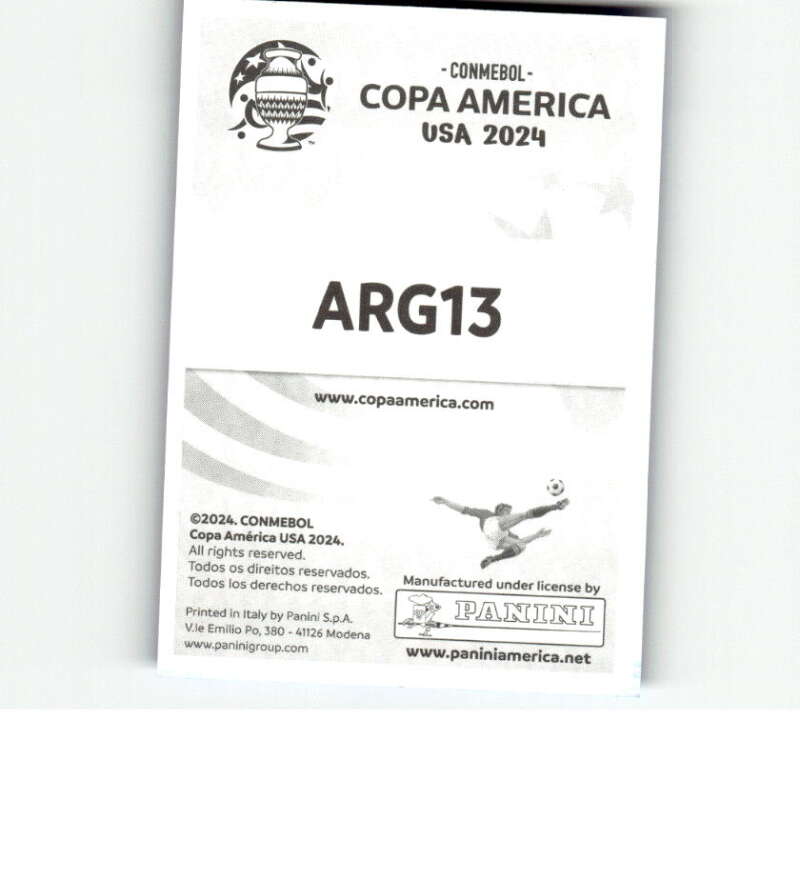 - CONMEBOL -
COPA AMERICA
USA 2024
™
ARG13
www.copaamerica.com
©2024. CONMEBOL
Copa América USA 2024.
All rights reserved.
Todos os direitos reservados.
Todos los derechos reservados.
Printed in Italy by Panini S.p.A.
V.le Emilio Po, 380 - 41126 Modena
www.paninigroup.com
Manufactured under license by
PANINI
www.paniniamerica.net